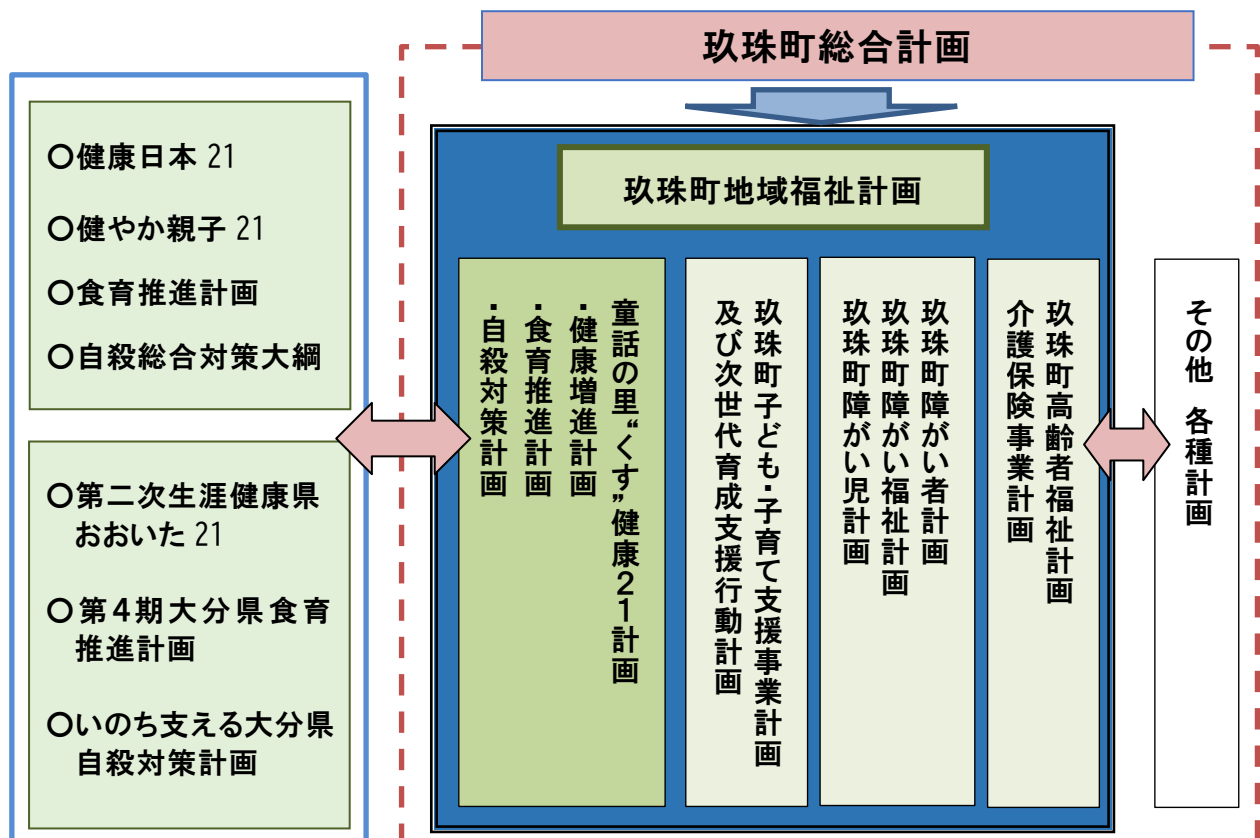 玖珠町総合計画
〇健康日本 21
〇健やか親子 21
〇食育推進計画
〇自殺総合対策大綱
〇第二次生涯健康県
おおいた 21
〇第4期大分県食育
推進計画
〇いのち支える大分県
自殺対策計画
玖珠町地域福祉計画
童話の里“くす”健康21計画
・健康増進計画
・食育推進計画
・自殺対策計画
玖珠町子ども・子育て支援事業計画
及び次世代育成支援行動計画
玖珠町障がい者計画
玖珠町障がい福祉計画
玖珠町障がい児計画
玖珠町高齢者福祉計画
介護保険事業計画
その他 各種計画